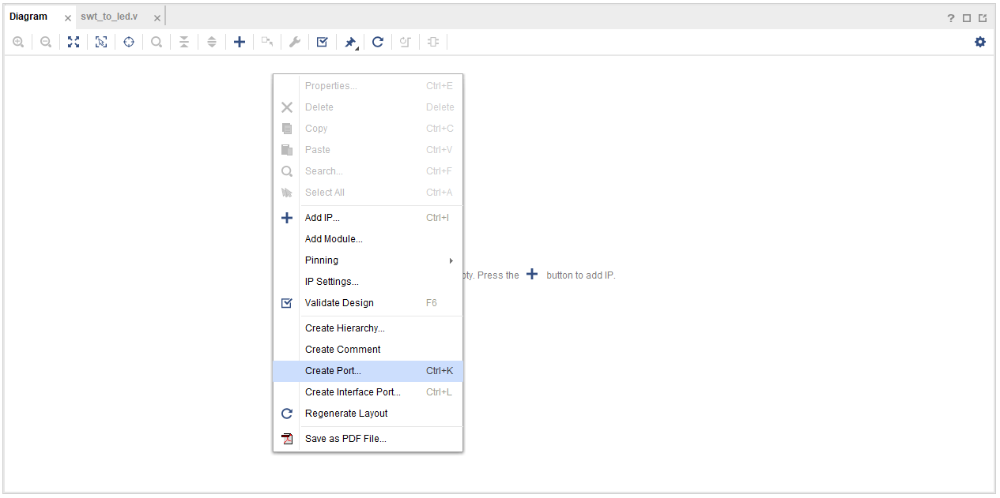 Diagram swt_to_led.v
?
Properties... Ctrl+E
Delete Delete
Copy Ctrl+C
Paste Ctrl+V
Search... Ctrl+F
Select All Ctrl+A
Add IP... Ctrl+I
Add Module...
Pinning
IP Settings...
Validate Design F6
Create Hierarchy...
Create Comment
Create Port... Ctrl+K
Create Interface Port... Ctrl+L
Regenerate Layout
Save as PDF File...
Press the button to add IP.